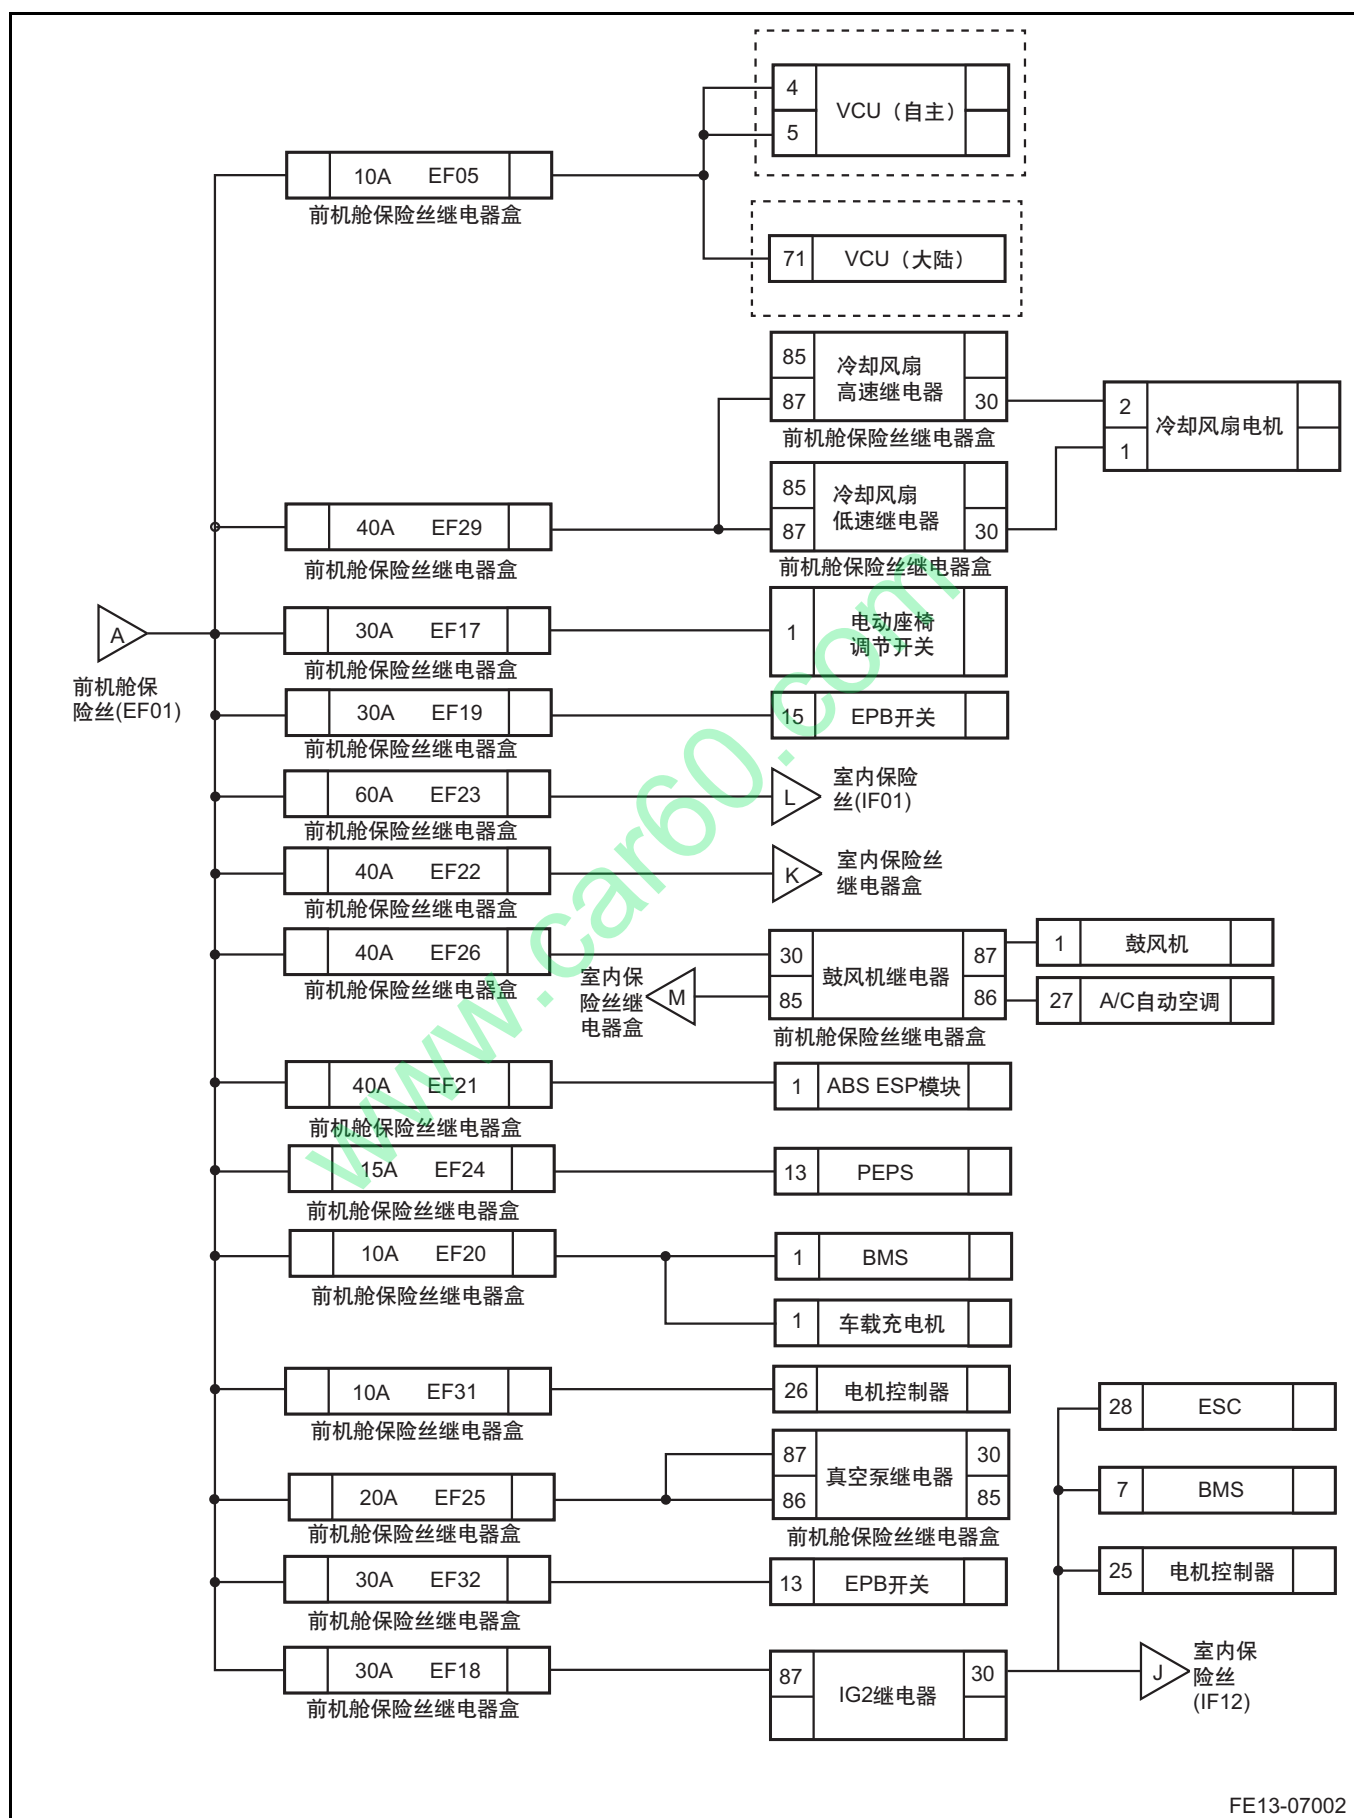 4
VCU（自主）
5
10A EF05
前机舱保险丝继电器盒
71 VCU（大陆）
85
冷却风扇
高速继电器
87 30
前机舱保险丝继电器盒
2
冷却风扇电机
1
85
冷却风扇
低速继电器
87 30
前机舱保险丝继电器盒
40A EF29
前机舱保险丝继电器盒
A
前机舱保
险丝(EF01)
30A EF17
前机舱保险丝继电器盒
1
电动座椅
调节开关
30A EF19
前机舱保险丝继电器盒
15 EPB开关
60A EF23
前机舱保险丝继电器盒
L
室内保险
丝(IF01)
40A EF22
前机舱保险丝继电器盒
K
室内保险丝
继电器盒
40A EF26
前机舱保险丝继电器盒
室内保
险丝继
电器盒
M
30 87
鼓风机继电器
85 86
前机舱保险丝继电器盒
1 鼓风机
27 A/C自动空调
40A EF21
前机舱保险丝继电器盒
1 ABS ESP模块
15A EF24
前机舱保险丝继电器盒
13 PEPS
10A EF20
前机舱保险丝继电器盒
1 BMS
1 车载充电机
10A EF31
前机舱保险丝继电器盒
26 电机控制器
20A EF25
前机舱保险丝继电器盒
87 30
真空泵继电器
86 85
前机舱保险丝继电器盒
28 ESC
7 BMS
25 电机控制器
30A EF32
前机舱保险丝继电器盒
13 EPB开关
30A EF18
前机舱保险丝继电器盒
87 30
IG2继电器
J
室内保
险丝
(IF12)
www.car60.com
FE13-07002